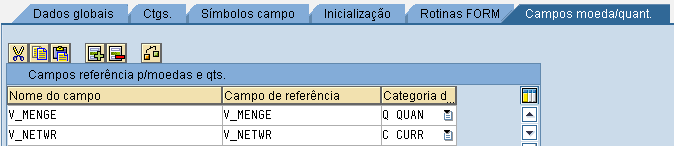 Dados globais Ctgs. Símbolos campo Inicialização Rotinas FORM Campos moeda/quant.
Campos referência p/moedas e qts.
Nome do campo Campo de referência Categoria d...
V_MENGE V_MENGE Q QUAN
V_NETWR V_NETWR C CURR